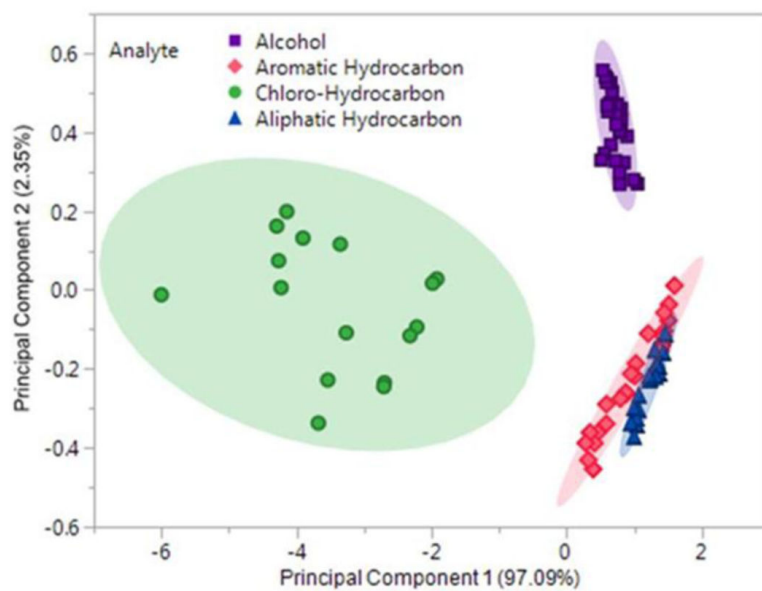 Analyte
Alcohol
Aromatic Hydrocarbon
Chloro-Hydrocarbon
Aliphatic Hydrocarbon
Principal Component 2 (2.35%)
0.6
0.4
0.2
0.0
-0.2
-0.4
-0.6
-6
-4
-2
0
2
Principal Component 1 (97.09%)